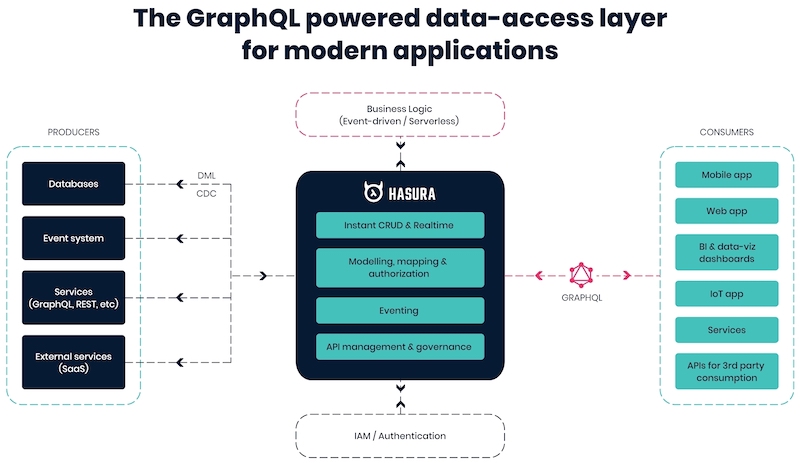 The GraphQL powered data-access layer
for modern applications
PRODUCERS
Databases
Event system
Services
(GraphQL, REST, etc)
External services
(SaaS)
DML
CDC
Business Logic
(Event-driven / Serverless)
HASURA
Instant CRUD & Realtime
Modelling, mapping &
authorization
Eventing
API management & governance
IAM / Authentication
GRAPHQL
CONSUMERS
Mobile app
Web app
BI & data-viz
dashboards
IoT app
Services
APIs for 3rd party
consumption